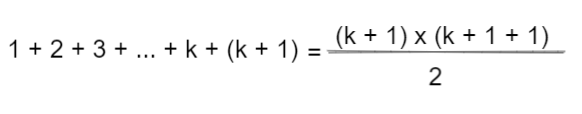 1 + 2 + 3 + ... + k + (k + 1) = (k + 1) x (k + 1 + 1)
2